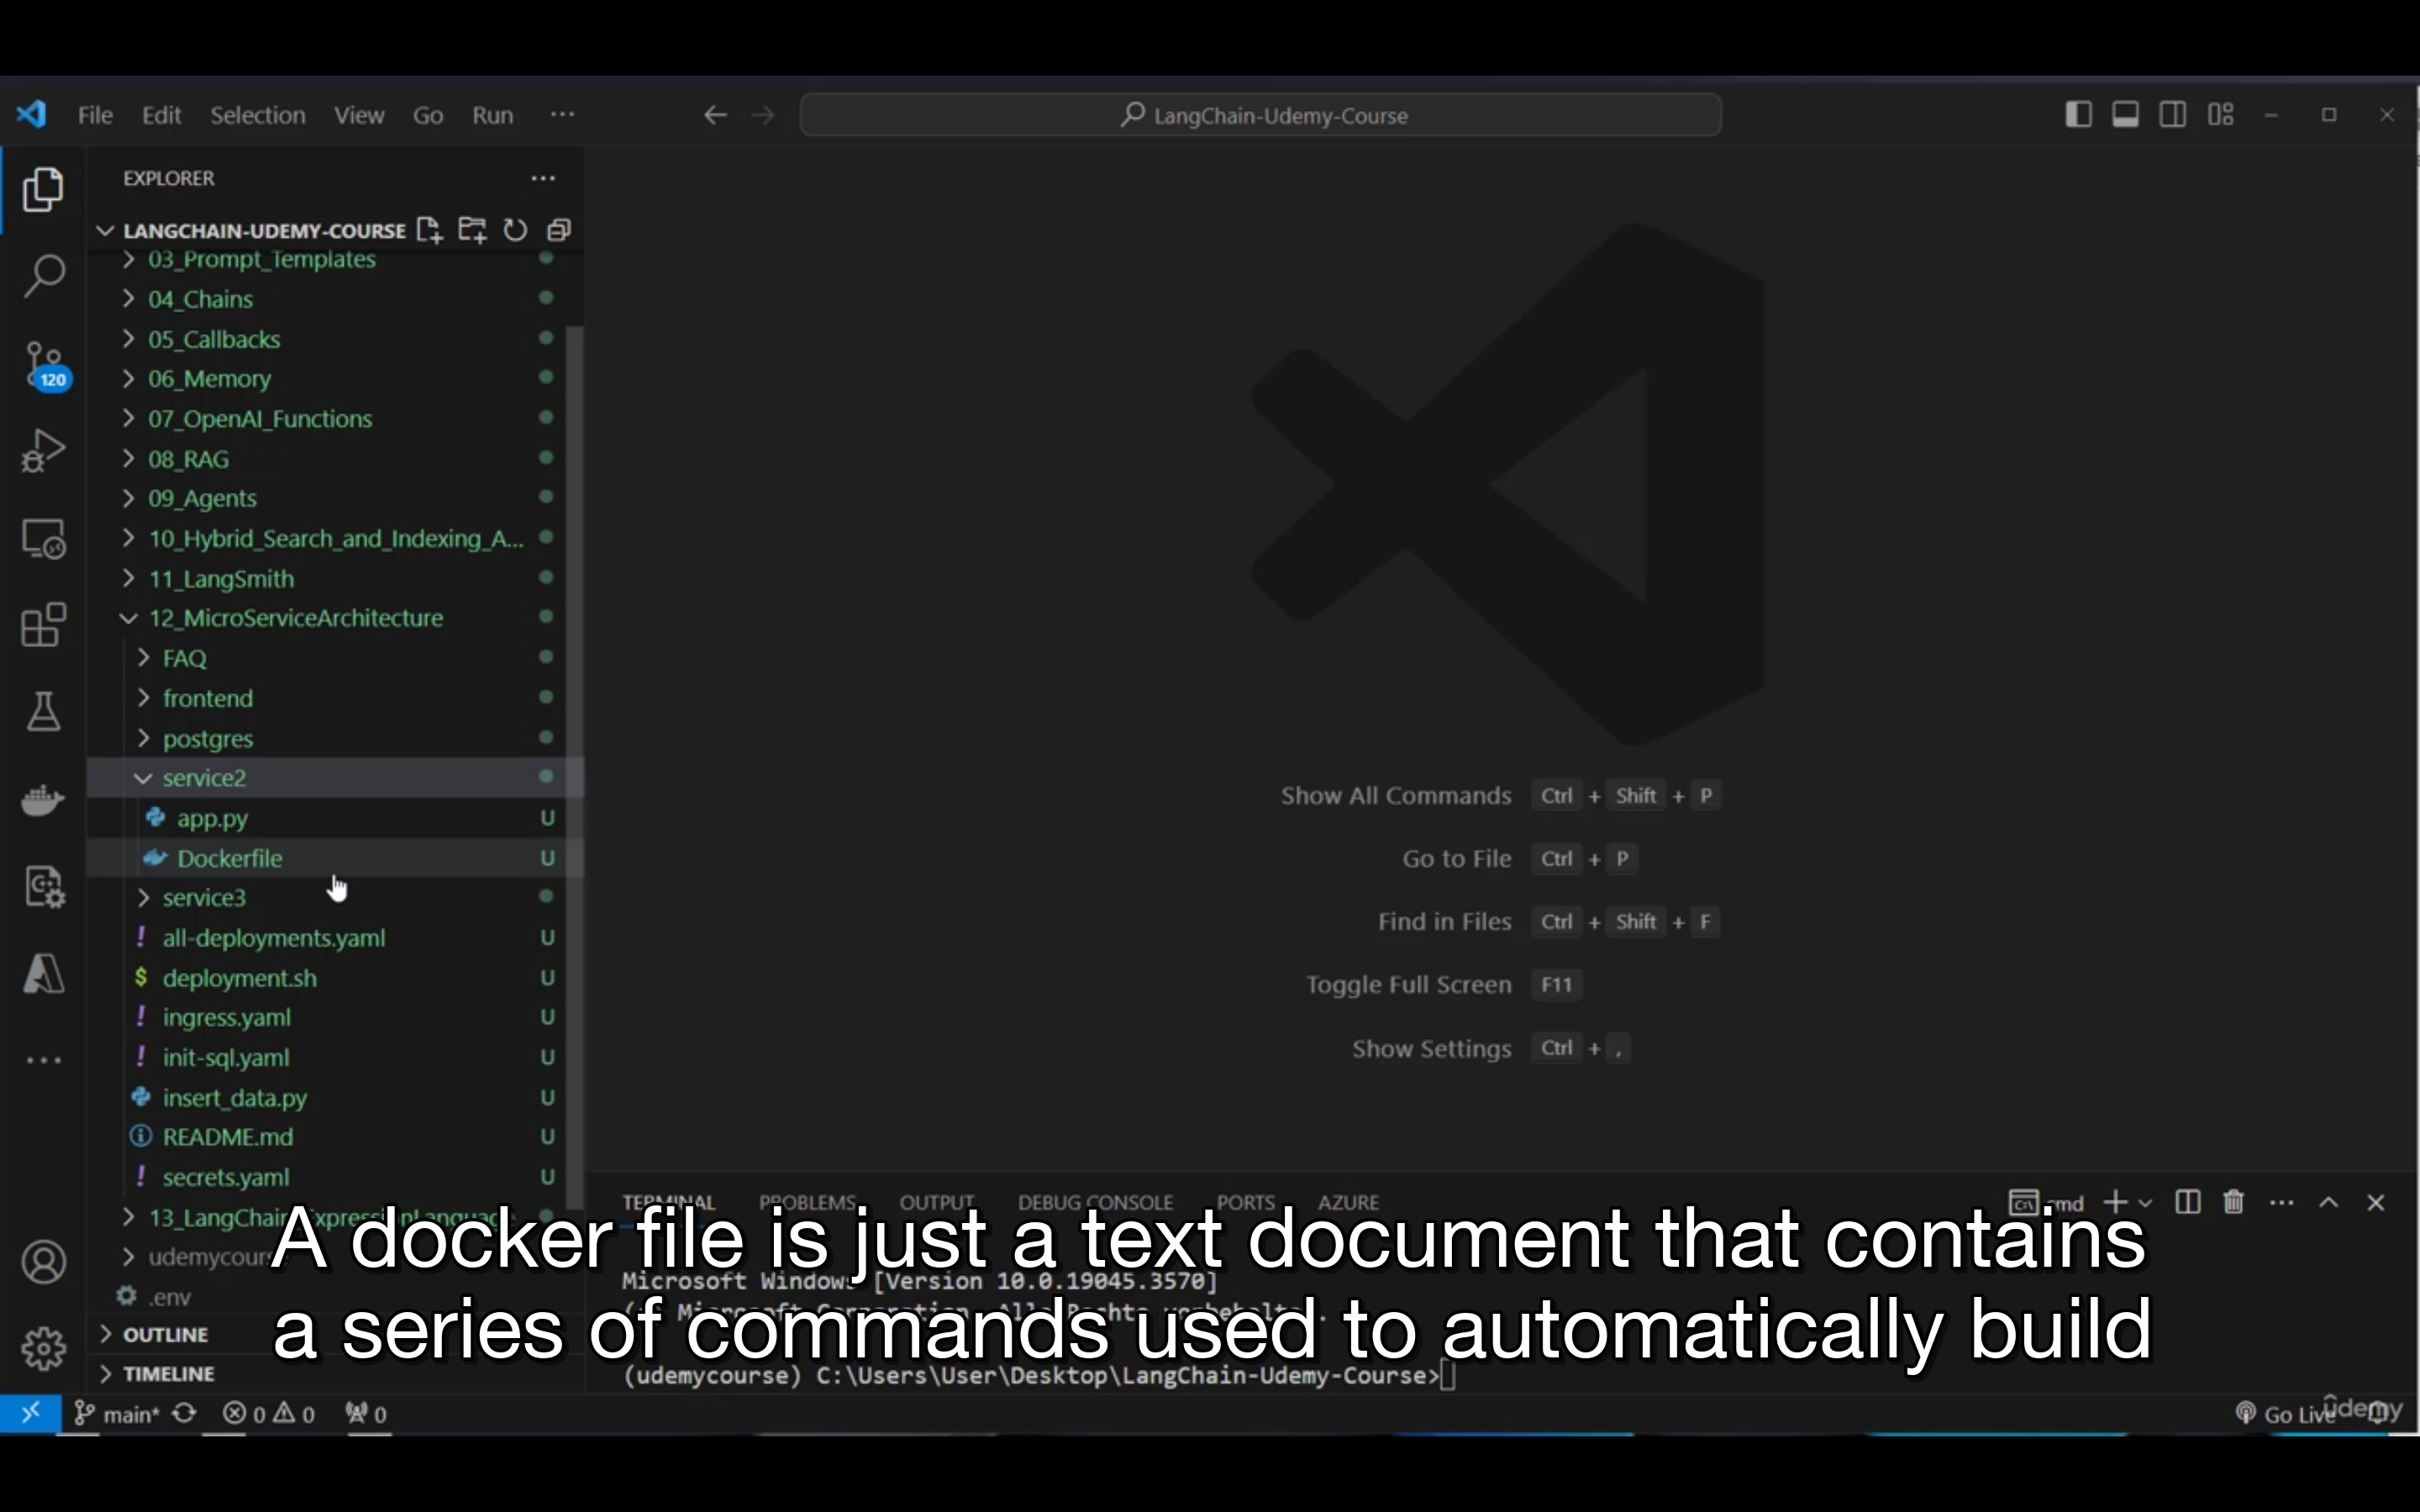 File Edit Selection View Go Run ...
LangChain-Udemy-Course
EXPLORER
LANGCHAIN-UDEMY-COURSE
03_Prompt_Templates
04_Chains
05_Callbacks
06_Memory
07_OpenAI_Functions
08_RAG
09_Agents
10_Hybrid_Search_and_Indexing_A...
11_LangSmith
12_MicroServiceArchitecture
FAQ
frontend
postgres
service2
app.py U
Dockerfile U
service3
! all-deployments.yaml U
$ deployment.sh U
! ingress.yaml U
! init-sql.yaml U
insert_data.py U
README.md U
! secrets.yaml U
.env
OUTLINE
TIMELINE
120
Show All Commands Ctrl + Shift + P
Go to File Ctrl + P
Find in Files Ctrl + Shift + F
Toggle Full Screen F11
Show Settings Ctrl + ,
TERMINAL PROBLEMS OUTPUT DEBUG CONSOLE PORTS AZURE
cmd
Microsoft Windows [Version 10.0.19045.3570]
(udemycourse) C:\Users\User\Desktop\LangChain-Udemy-Course>
A docker file is just a text document that contains
a series of commands used to automatically build
main* 0 0 0
Go Live
ûdemy